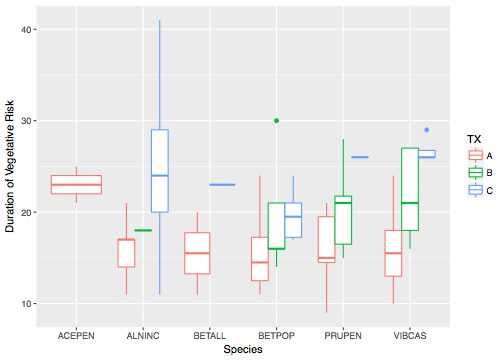 Duration of Vegetative Risk
40
30
20
10
ACEPEN ALNINC BETALL BETPOP PRUPEN VIBCAS
Species
TX
A
B
C